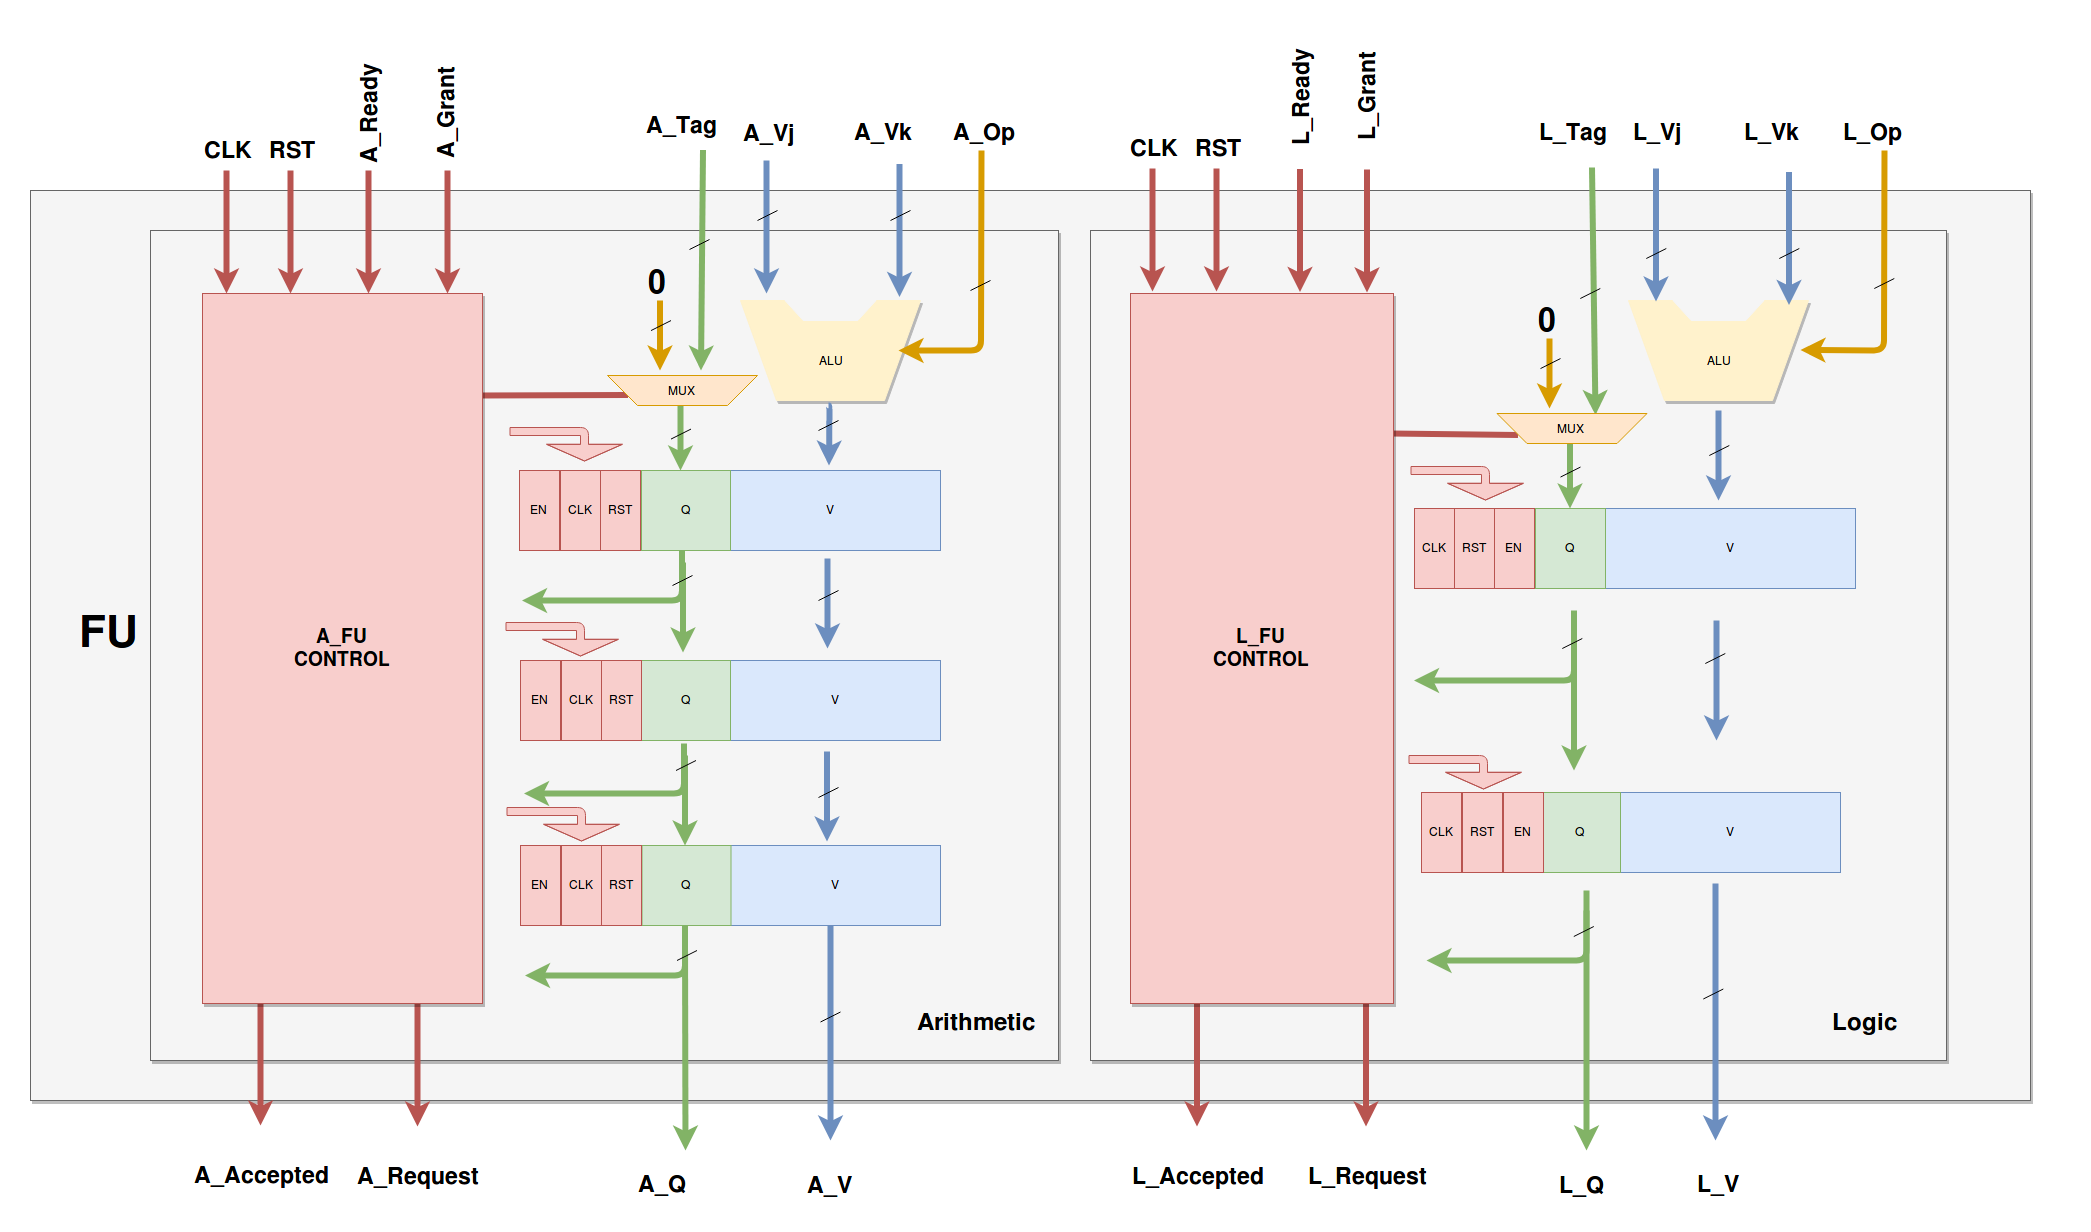 CLK
RST
A_Ready
A_Grant
A_Tag
A_Vj
A_Vk
A_Op
CLK
RST
L_Ready
L_Grant
L_Tag
L_Vj
L_Vk
L_Op
FU
A_FU
CONTROL
0
MUX
ALU
EN CLK RST Q V
EN CLK RST Q V
EN CLK RST Q V
Arithmetic
L_FU
CONTROL
0
MUX
ALU
CLK RST EN Q V
CLK RST EN Q V
Logic
A_Accepted
A_Request
A_Q
A_V
L_Accepted
L_Request
L_Q
L_V